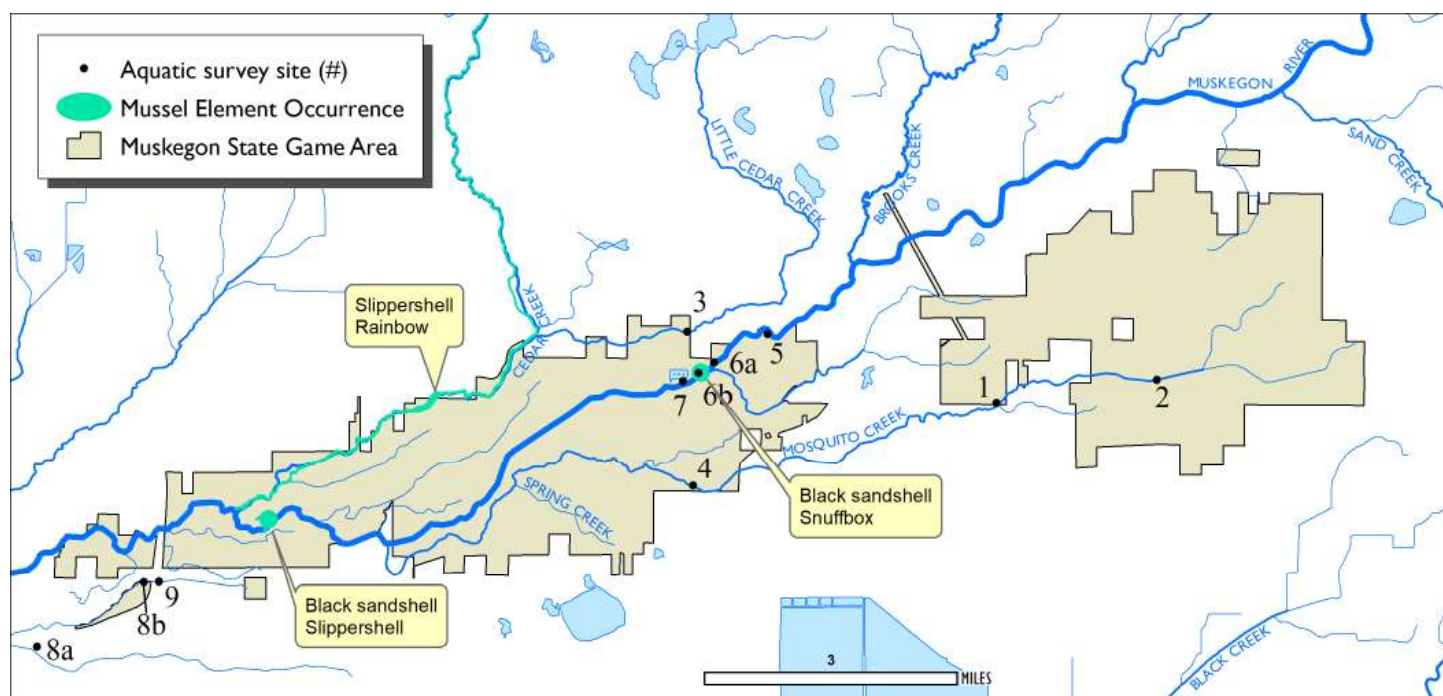 Aquatic survey site (#)
Mussel Element Occurrence
Muskegon State Game Area
MUSKEGON
RIVER
SAND CREEK
LITTLE CEDAR CREEK
BROOKS CREEK
Slippershell
Rainbow
CEDAR CREEK
3
5
6a
6b
7
1
2
MOSQUITO CREEK
4
SPRING CREEK
Black sandshell
Snuffbox
9
8b
8a
Black sandshell
Slippershell
3
MILES
BLACK CREEK